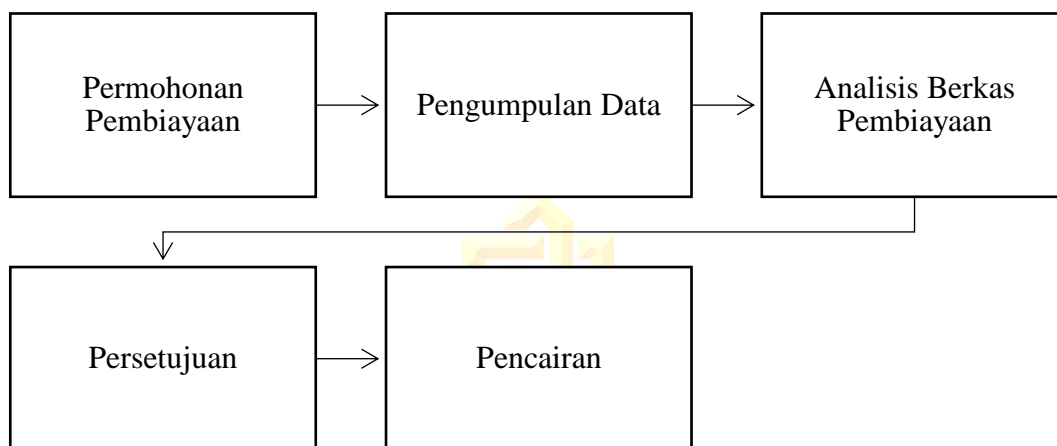 Permohonan
Pembiayaan
Pengumpulan Data
Analisis Berkas
Pembiayaan
Persetujuan
Pencairan